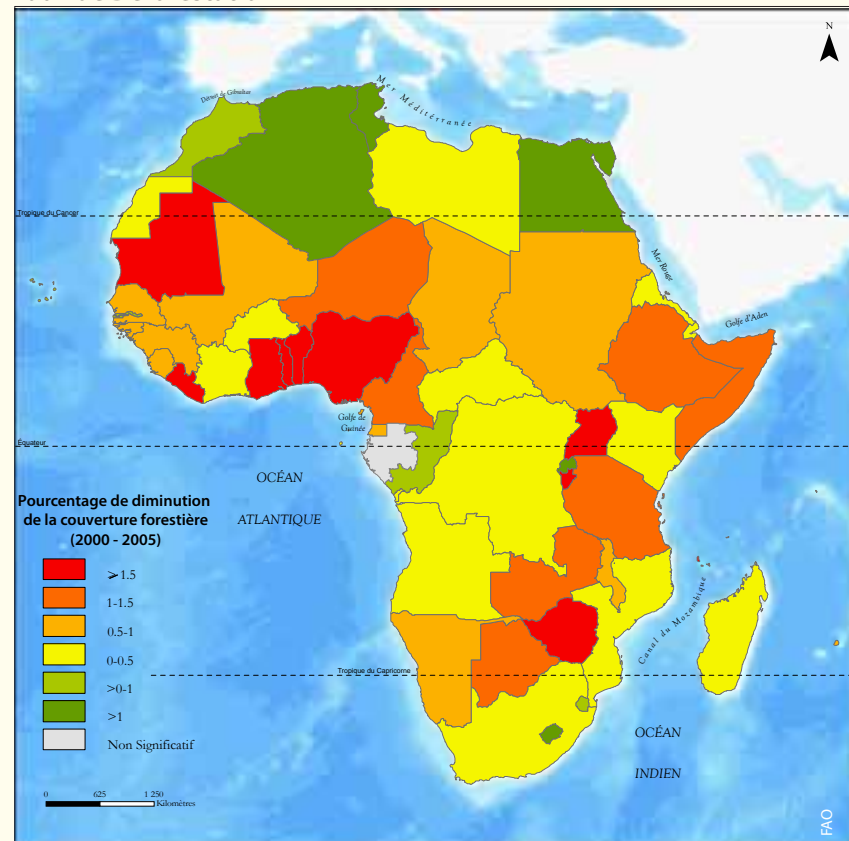 N
Détroit de Gibraltar
Mer Méditérranée
Tropique du Cancer
Mer Rouge
Golfe d'Aden
Golfe de
Guinée
Équateur
OCÉAN
ATLANTIQUE
Pourcentage de diminution
de la couverture forestière
(2000 - 2005)
⩾1.5
1-1.5
0.5-1
0-0.5
>0-1
>1
Non Significatif
Canal du Mozambique
Tropique du Capricorne
OCÉAN
INDIEN
0 625 1 250
Kilomètres
FAO